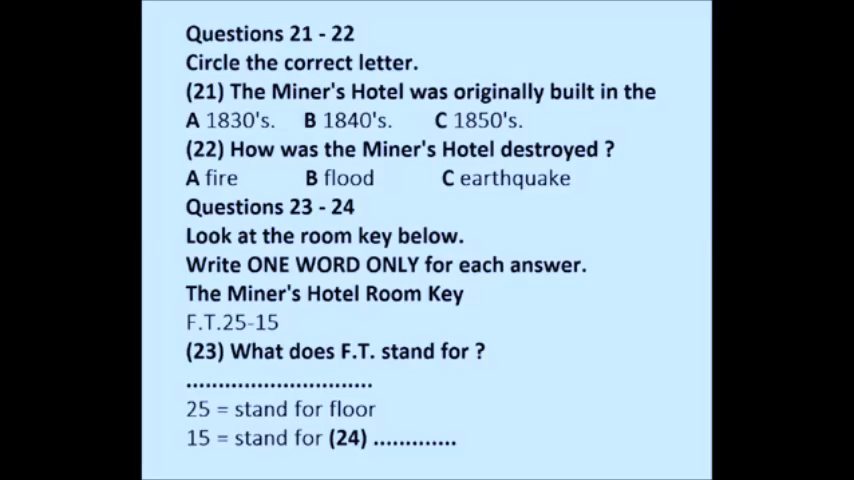 Questions 21 - 22
Circle the correct letter.
(21) The Miner's Hotel was originally built in the
A 1830's. B 1840's. C 1850's.
(22) How was the Miner's Hotel destroyed ?
A fire B flood C earthquake
Questions 23 - 24
Look at the room key below.
Write ONE WORD ONLY for each answer.
The Miner's Hotel Room Key
F.T.25-15
(23) What does F.T. stand for ?
.............................
25 = stand for floor
15 = stand for (24) .............